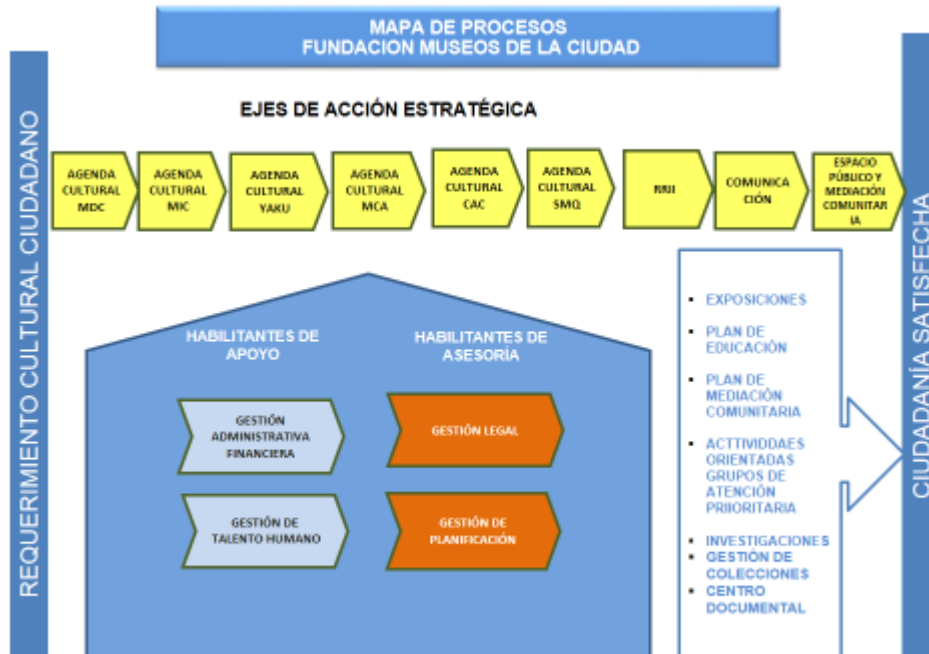 MAPA DE PROCESOS
FUNDACION MUSEOS DE LA CIUDAD
REQUERIMIENTO CULTURAL CIUDADANO
EJES DE ACCIÓN ESTRATÉGICA
AGENDA
CULTURAL
MDC
AGENDA
CULTURAL
MIC
AGENDA
CULTURAL
YAKU
AGENDA
CULTURAL
MCA
AGENDA
CULTURAL
CAC
AGENDA
CULTURAL
SMQ
RRII
COMUNICA
CIÓN
ESPACIO
PÚBLICO Y
MEDIACIÓN
COMUNITAR
IA
HABILITANTES DE
APOYO
GESTIÓN
ADMINISTRATIVA
FINANCIERA
GESTIÓN DE
TALENTO HUMANO
HABILITANTES DE
ASESORÍA
GESTIÓN LEGAL
GESTIÓN DE
PLANIFICACIÓN
▪ EXPOSICIONES
▪ PLAN DE
EDUCACIÓN
▪ PLAN DE
MEDIACIÓN
COMUNITARIA
▪ ACTTIVIDDAES
ORIENTADAS
GRUPOS DE
ATENCIÓN
PRIIORITARIA
▪ INVESTIGACIONES
▪ GESTIÓN DE
COLECCIONES
▪ CENTRO
DOCUMENTAL
CIUDADANÍA SATISFECHA